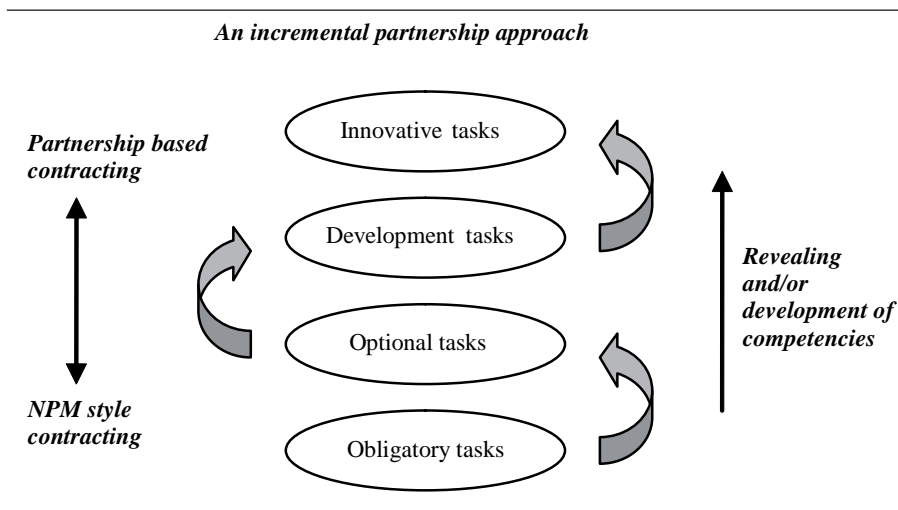 An incremental partnership approach
Innovative tasks
Partnership based
contracting
Development tasks
Revealing
and/or
development of
competencies
Optional tasks
NPM style
contracting
Obligatory tasks